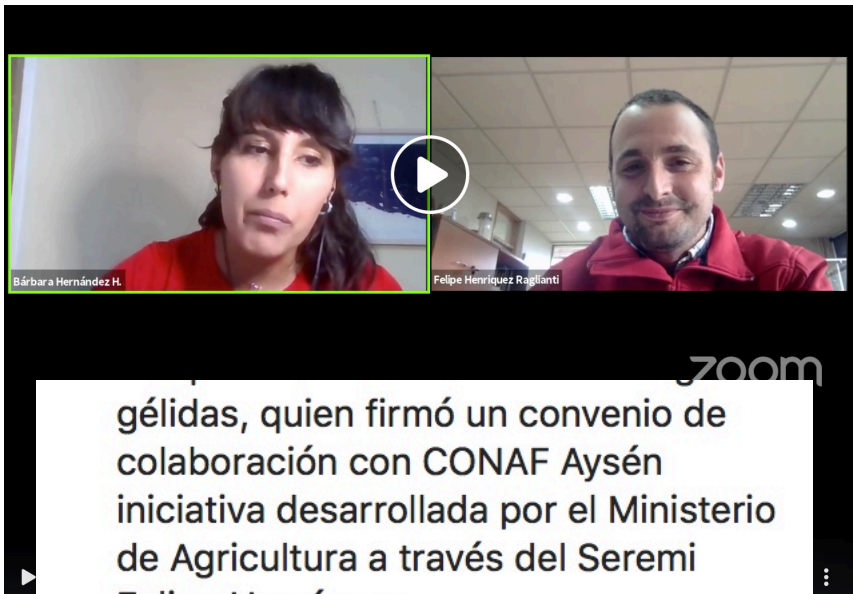 Bárbara Hernández H.
Felipe Henriquez Raglianti
zoom
gélidas, quien firmó un convenio de
colaboración con CONAF Aysén
iniciativa desarrollada por el Ministerio
de Agricultura a través del Seremi